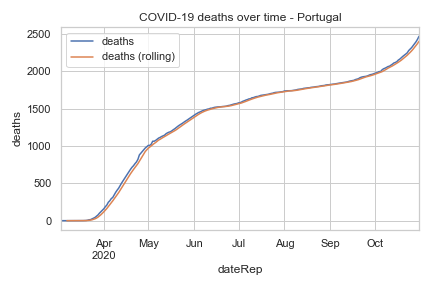 COVID-19 deaths over time - Portugal
deaths
deaths (rolling)
2500
2000
1500
1000
500
0
deaths
Apr May Jun Jul Aug Sep Oct
2020
dateRep